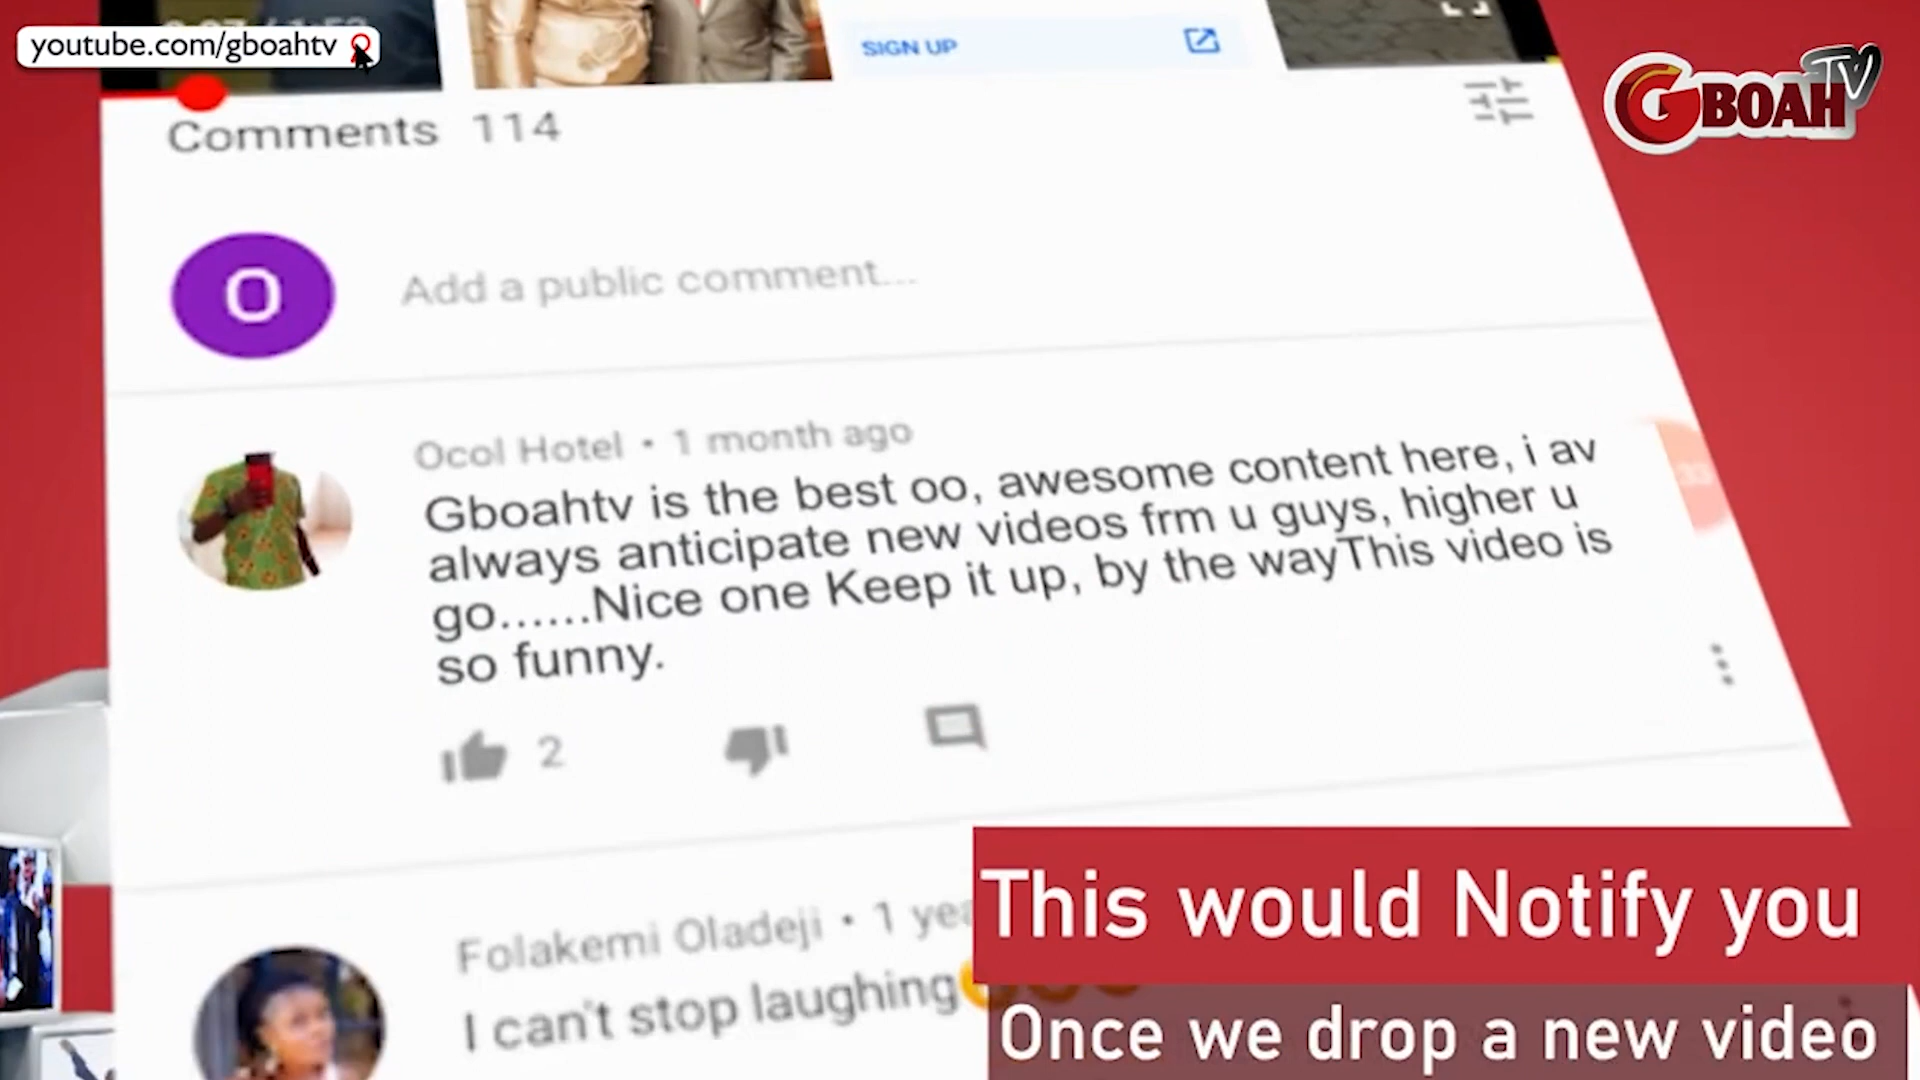 youtube.com/gboahtv
SIGN UP
GBOAH TV
Comments 114
O
Add a public comment...
Ocol Hotel • 1 month ago
Gboahtv is the best oo, awesome content here, i av
always anticipate new videos frm u guys, higher u
go......Nice one Keep it up, by the wayThis video is
so funny.
2
Folakemi Oladeji • 1
I can't stop laughing
This would Notify you
Once we drop a new video